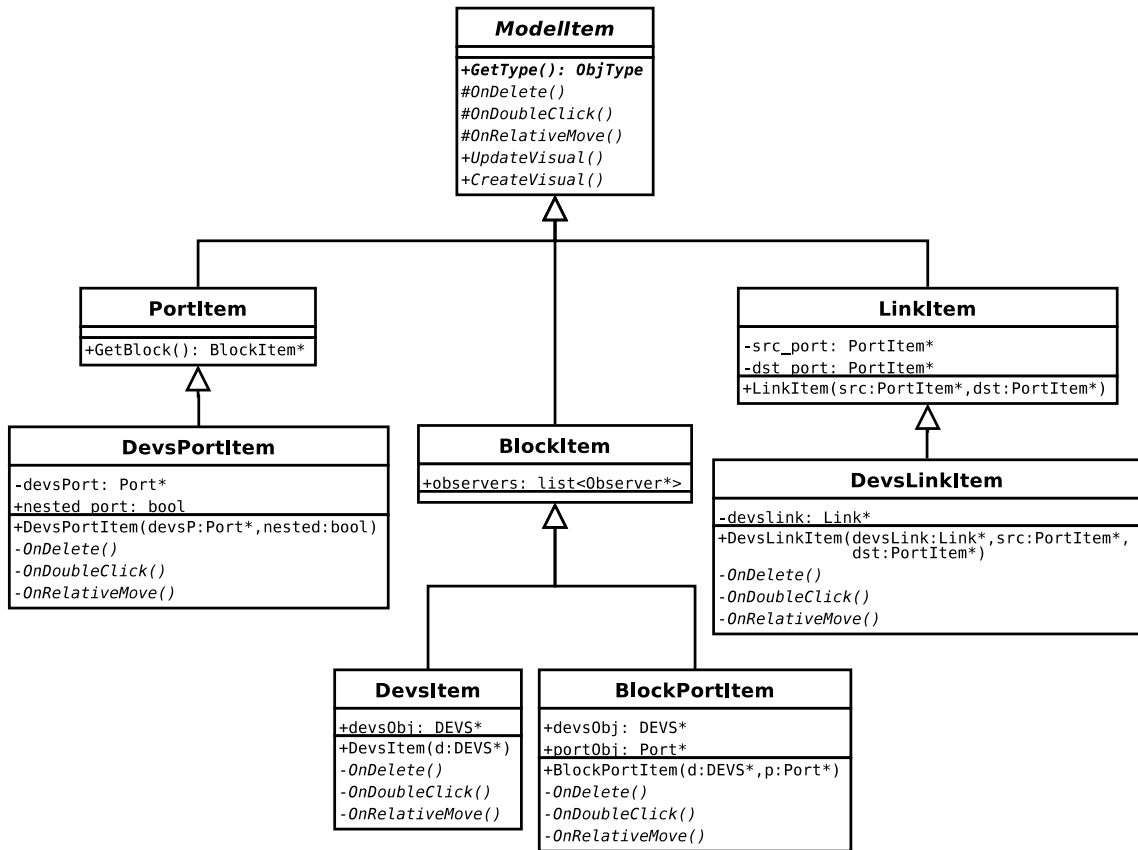 ModelItem
+GetType(): ObjType
#OnDelete()
#OnDoubleClick()
#OnRelativeMove()
+UpdateVisual()
+CreateVisual()
PortItem
+GetBlock(): BlockItem*
LinkItem
-src_port: PortItem*
-dst_port: PortItem*
+LinkItem(src:PortItem*,dst:PortItem*)
DevsPortItem
-devsPort: Port*
+nested_port: bool
+DevsPortItem(devsP:Port*,nested:bool)
-OnDelete()
-OnDoubleClick()
-OnRelativeMove()
BlockItem
+observers: list<Observer*>
DevsLinkItem
-devslink: Link*
+DevsLinkItem(devsLink:Link*,src:PortItem*,
dst:PortItem*)
-OnDelete()
-OnDoubleClick()
-OnRelativeMove()
DevsItem
+devsObj: DEVS*
+DevsItem(d:DEVS*)
-OnDelete()
-OnDoubleClick()
-OnRelativeMove()
BlockPortItem
+devsObj: DEVS*
+portObj: Port*
+BlockPortItem(d:DEVS*,p:Port*)
-OnDelete()
-OnDoubleClick()
-OnRelativeMove()